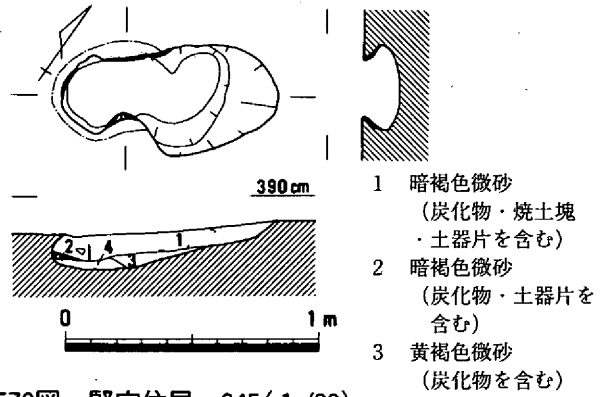 390cm
2 4 1
3
0 1m
1 暗褐色微砂
(炭化物・焼土塊
・土器片を含む)
2 暗褐色微砂
(炭化物・土器片を
含む)
3 黄褐色微砂
(炭化物を含む)